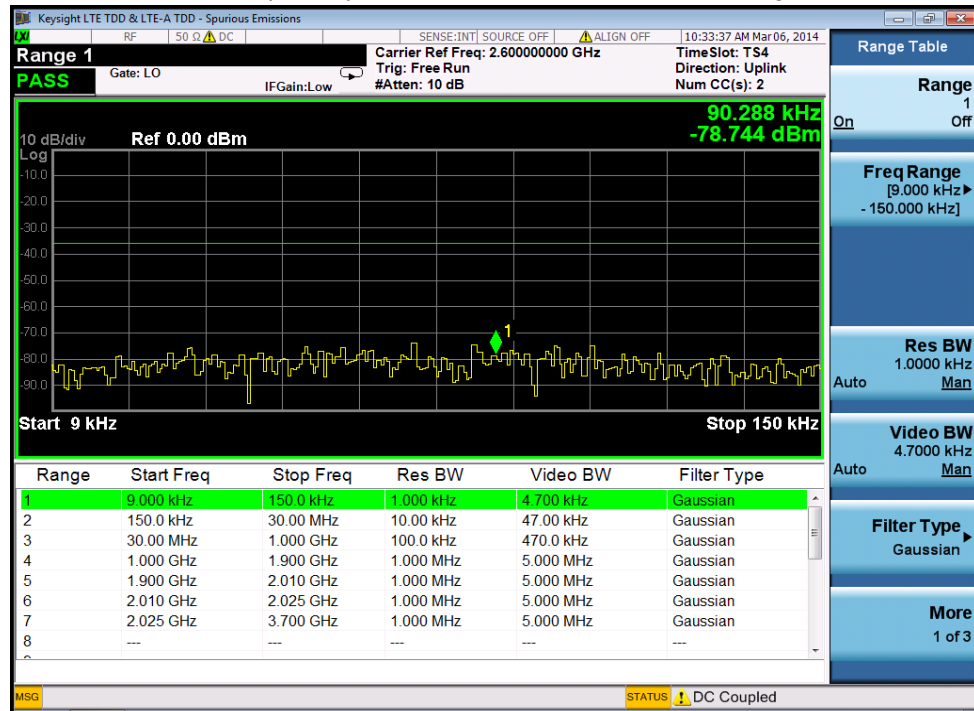 Keysight LTE TDD & LTE-A TDD - Spurious Emissions
LXI RF 50 Ω DC SENSE:INT SOURCE OFF ALIGN OFF 10:33:37 AM Mar 06, 2014
Range 1
PASS
Gate: LO
IFGain:Low
Carrier Ref Freq: 2.600000000 GHz
Trig: Free Run
#Atten: 10 dB
TimeSlot: TS4
Direction: Uplink
Num CC(s): 2
90.288 kHz
-78.744 dBm
10 dB/div Ref 0.00 dBm
Log
-10.0
-20.0
-30.0
-40.0
-50.0
-60.0
-70.0
-80.0
-90.0
1
Start 9 kHz Stop 150 kHz
Range Start Freq Stop Freq Res BW Video BW Filter Type
1 9.000 kHz 150.0 kHz 1.000 kHz 4.700 kHz Gaussian
2 150.0 kHz 30.00 MHz 10.00 kHz 47.00 kHz Gaussian
3 30.00 MHz 1.000 GHz 100.0 kHz 470.0 kHz Gaussian
4 1.000 GHz 1.900 GHz 1.000 MHz 5.000 MHz Gaussian
5 1.900 GHz 2.010 GHz 1.000 MHz 5.000 MHz Gaussian
6 2.010 GHz 2.025 GHz 1.000 MHz 5.000 MHz Gaussian
7 2.025 GHz 3.700 GHz 1.000 MHz 5.000 MHz Gaussian
8 --- --- --- --- ---
MSG STATUS DC Coupled
Range Table
Range
1
On Off
Freq Range
[9.000 kHz
- 150.000 kHz]
Res BW
1.0000 kHz
Auto Man
Video BW
4.7000 kHz
Auto Man
Filter Type
Gaussian
More
1 of 3